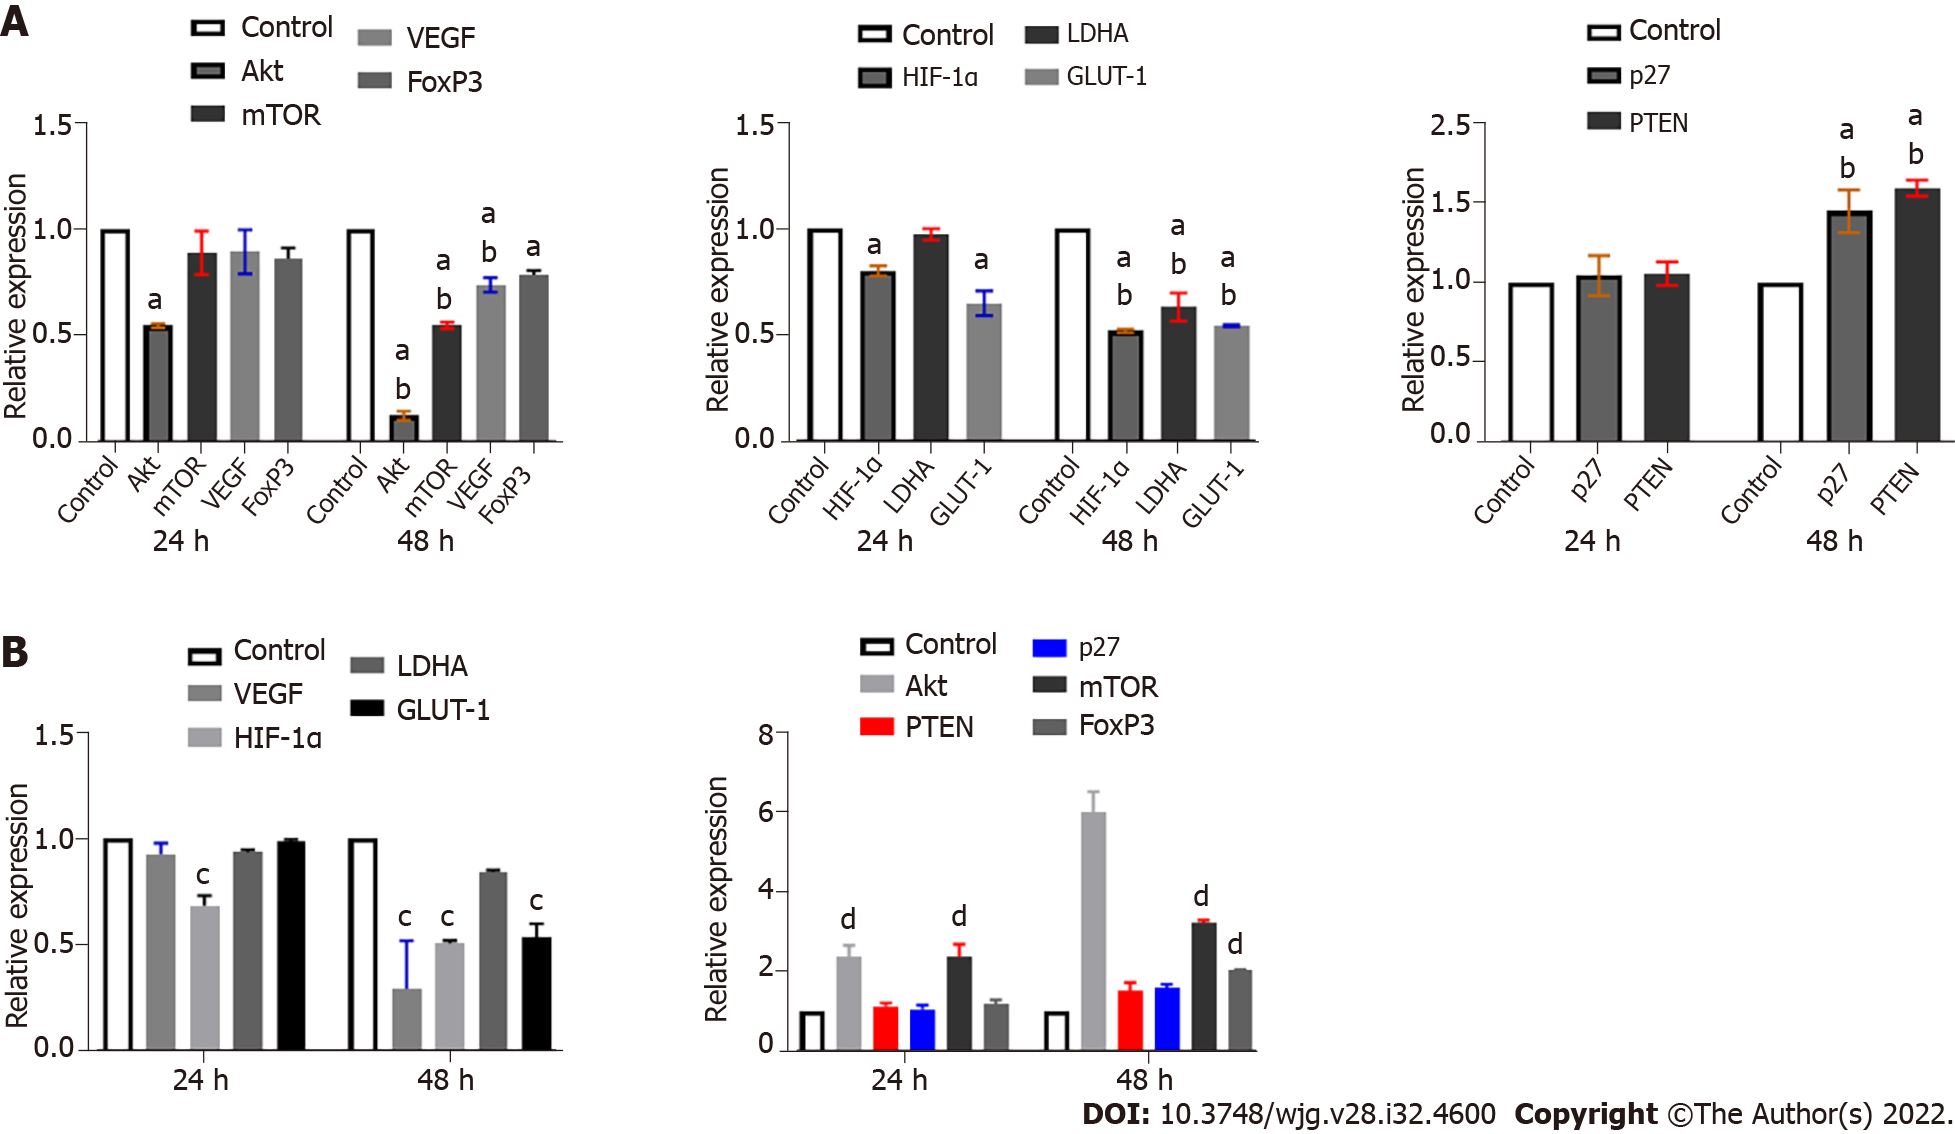 A
Control
Akt
mTOR
VEGF
FoxP3
Relative expression
1.5
1.0
0.5
0.0
a
a
b
a
b
a
b
a
Control
Akt
mTOR
VEGF
FoxP3
Control
Akt
mTOR
VEGF
FoxP3
24 h
48 h
Control
HIF-1α
LDHA
GLUT-1
Relative expression
1.5
1.0
0.5
0.0
a
a
a
b
a
b
a
b
Control
HIF-1α
LDHA
GLUT-1
Control
HIF-1α
LDHA
GLUT-1
24 h
48 h
Control
p27
PTEN
Relative expression
2.5
1.5
1.0
0.5
0.0
a
b
a
b
Control
p27
PTEN
Control
p27
PTEN
24 h
48 h
B
Control
VEGF
HIF-1α
LDHA
GLUT-1
Relative expression
1.5
1.0
0.5
0.0
c
c
c
c
24 h
48 h
Control
Akt
PTEN
p27
mTOR
FoxP3
Relative expression
8
6
4
2
0
d
d
d
d
24 h
48 h
DOI: 10.3748/wjg.v28.i32.4600 Copyright ©The Author(s) 2022.